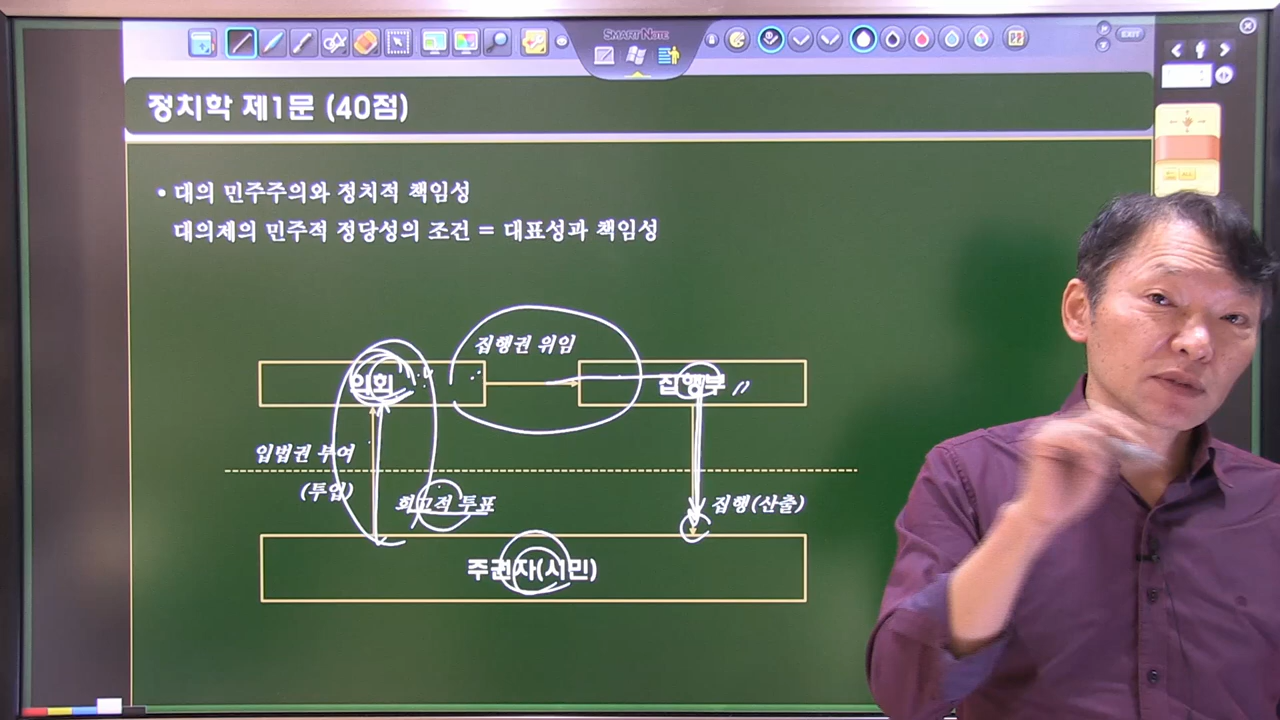 SMART NOTE
EXIT
정치학 제1문 (40점)
• 대의 민주주의와 정치적 책임성
대의제의 민주적 정당성의 조건 = 대표성과 책임성
집행권 위임
의회
집행부
입법권 부여
(투입)
회고적 투표
집행(산출)
주권자(시민)